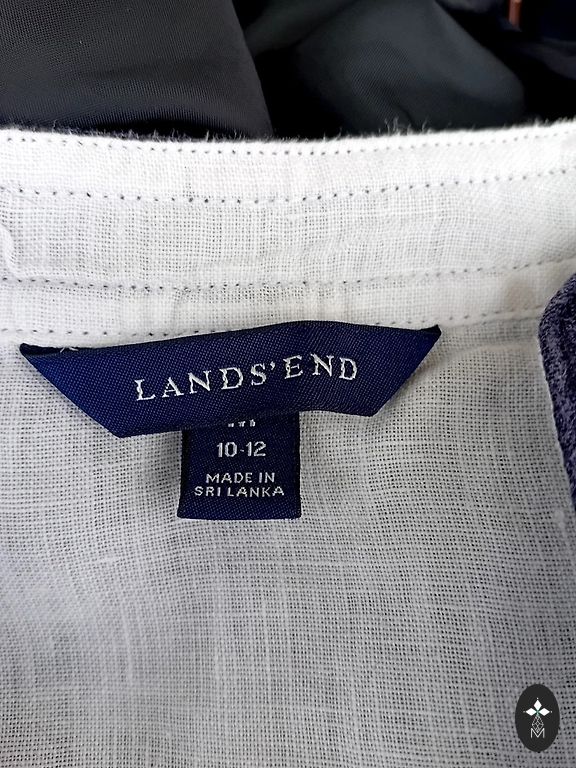 LANDS' END
10-12
MADE IN
SRI LANKA